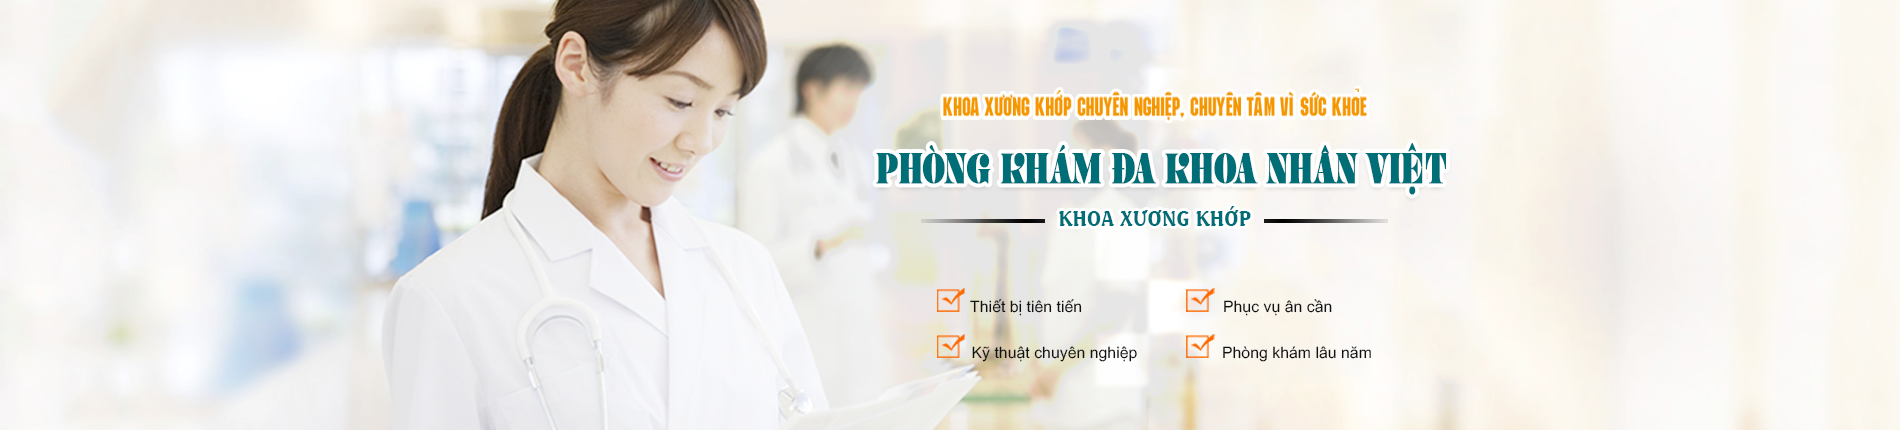 KHOA XƯƠNG KHỚP CHUYÊN NGHIỆP, CHUYÊN TÂM VÌ SỨC KHỎE
PHÒNG KHÁM ĐA KHOA NHÂN VIỆT
KHOA XƯƠNG KHỚP
Thiết bị tiên tiến
Phục vụ ân cần
Kỹ thuật chuyên nghiệp
Phòng khám lâu năm